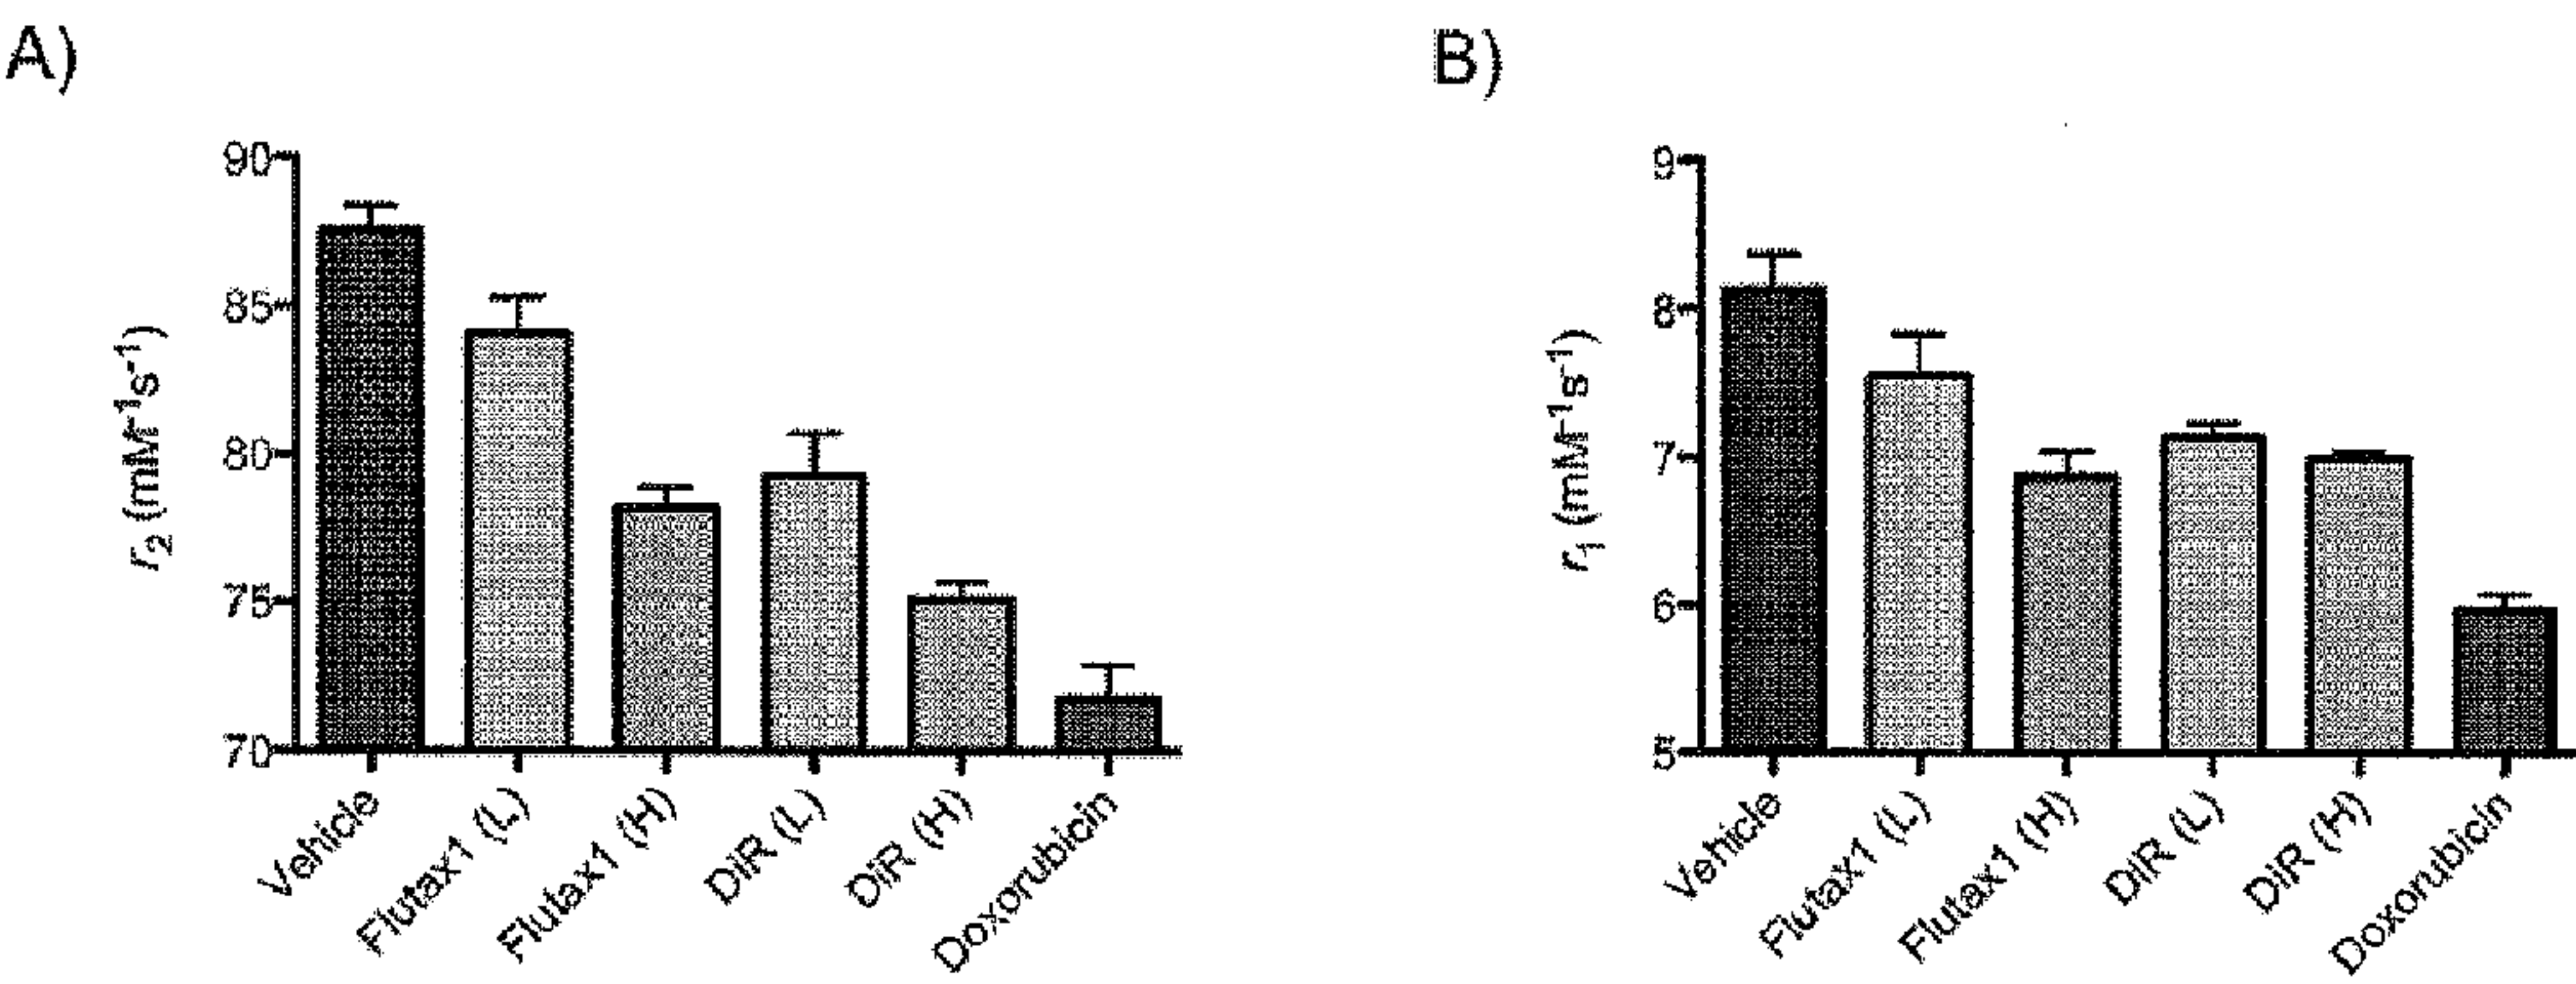 A)
B)
90
85
80
75
70
r2 (mM-1s-1)
Vehicle
Flutax1 (L)
Flutax1 (H)
DiR (L)
DiR (H)
Doxorubicin
9
8
7
6
5
r1 (mM-1s-1)
Vehicle
Flutax1 (L)
Flutax1 (H)
DiR (L)
DiR (H)
Doxorubicin